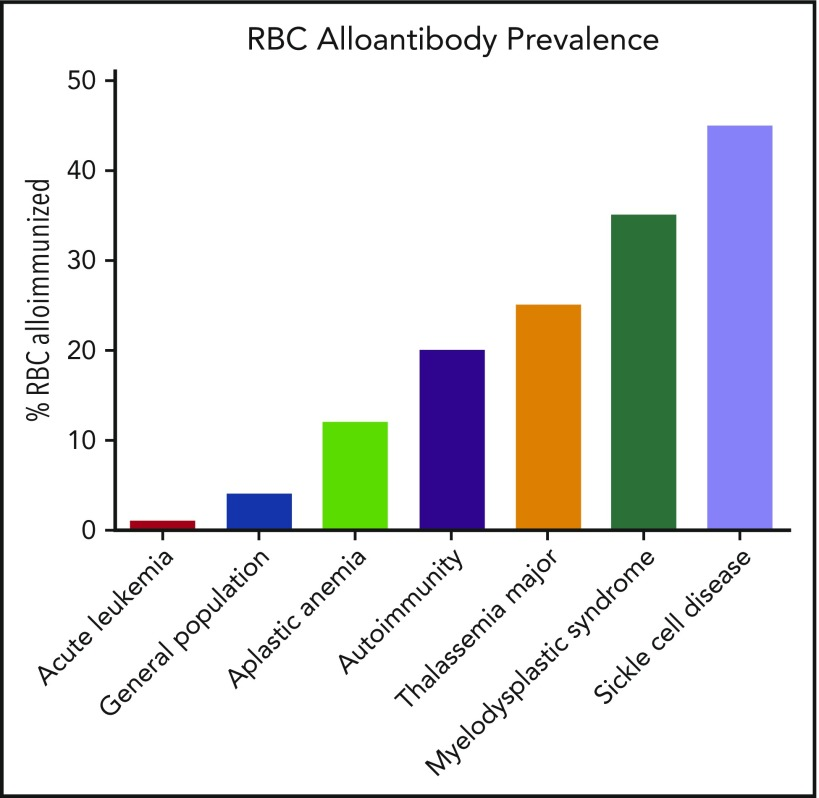 RBC Alloantibody Prevalence
% RBC alloimmunized
50
40
30
20
10
0
Acute leukemia
General population
Aplastic anemia
Autoimmunity
Thalassemia major
Myelodysplastic syndrome
Sickle cell disease